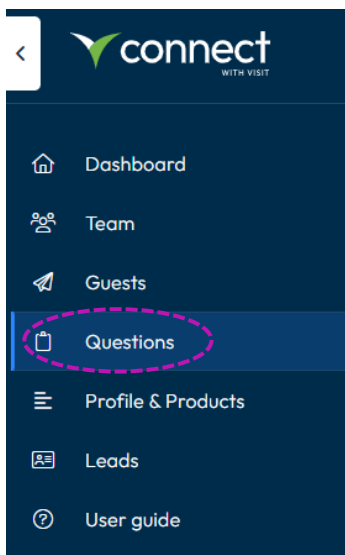 connect
WITH VISIT
Dashboard
Team
Guests
Questions
Profile & Products
Leads
User guide